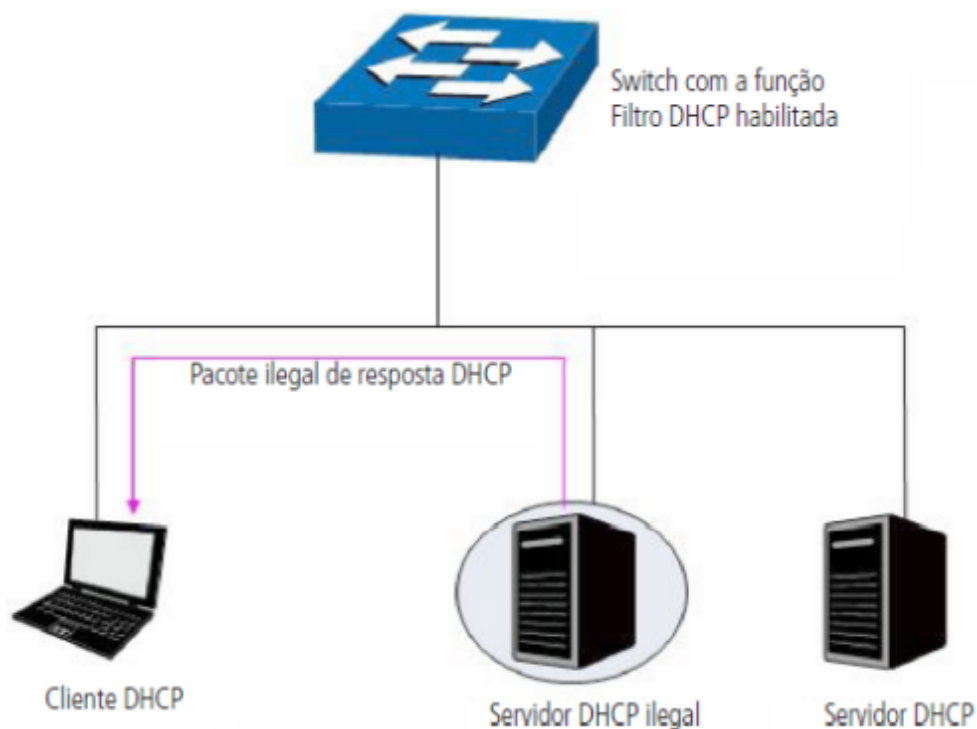 Switch com a função
Filtro DHCP habilitada
Pacote ilegal de resposta DHCP
Cliente DHCP
Servidor DHCP ilegal
Servidor DHCP